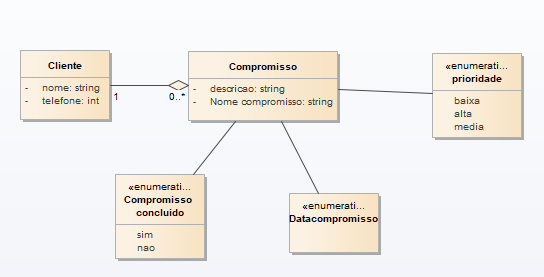 Cliente
- nome: string
- telefone: int
1
0..*
Compromisso
- descricao: string
- Nome compromisso: string
«enumerati...
prioridade
baixa
alta
media
«enumerati...
Compromisso
concluido
sim
nao
«enumerati...
Datacompromisso